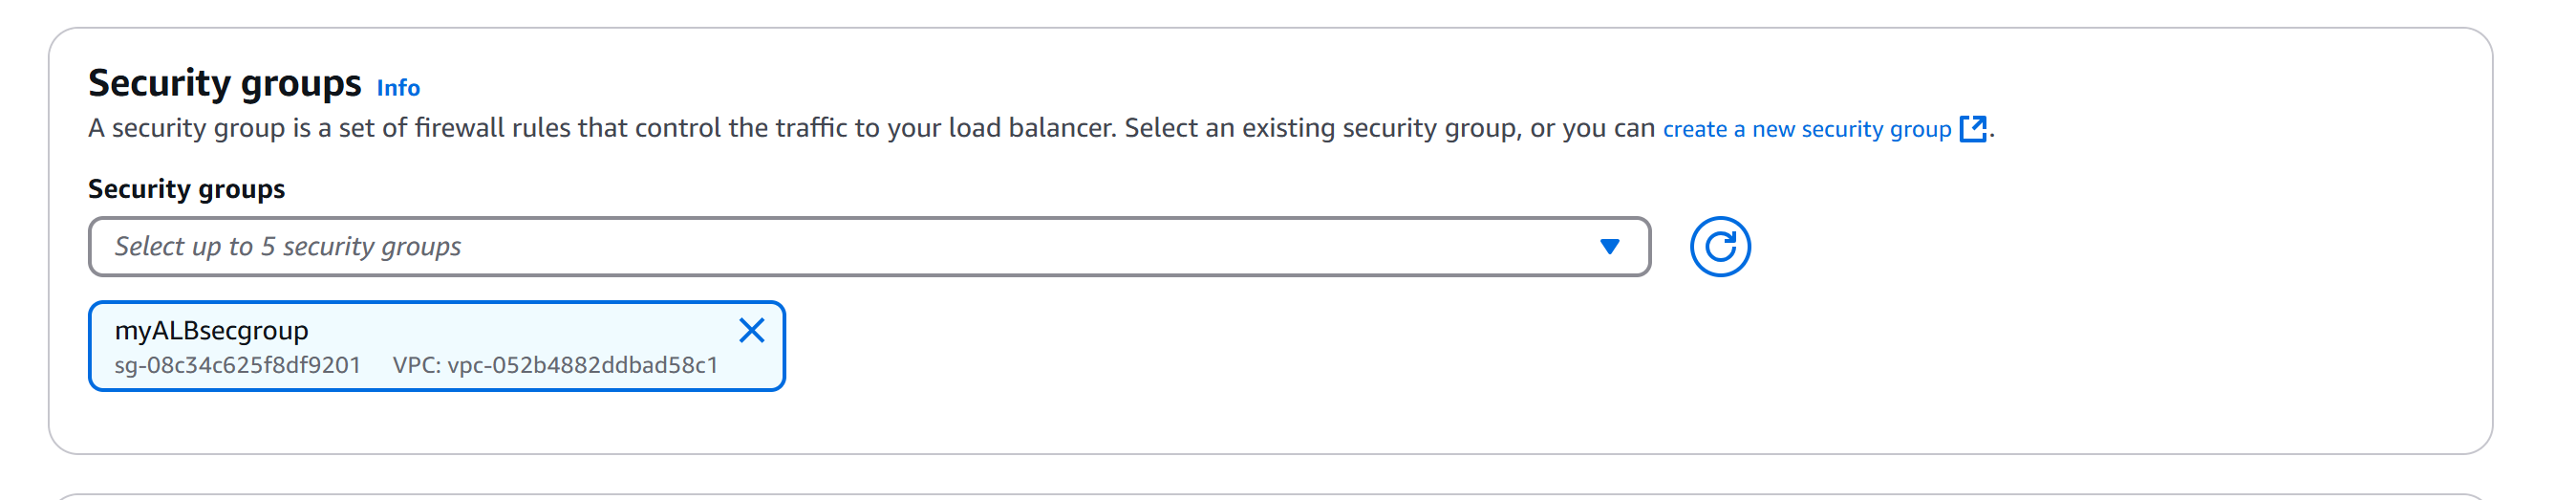 Security groups Info
A security group is a set of firewall rules that control the traffic to your load balancer. Select an existing security group, or you can create a new security group.
Security groups
Select up to 5 security groups
myALBsecgroup
sg-08c34c625f8df9201 VPC: vpc-052b4882ddbad58c1